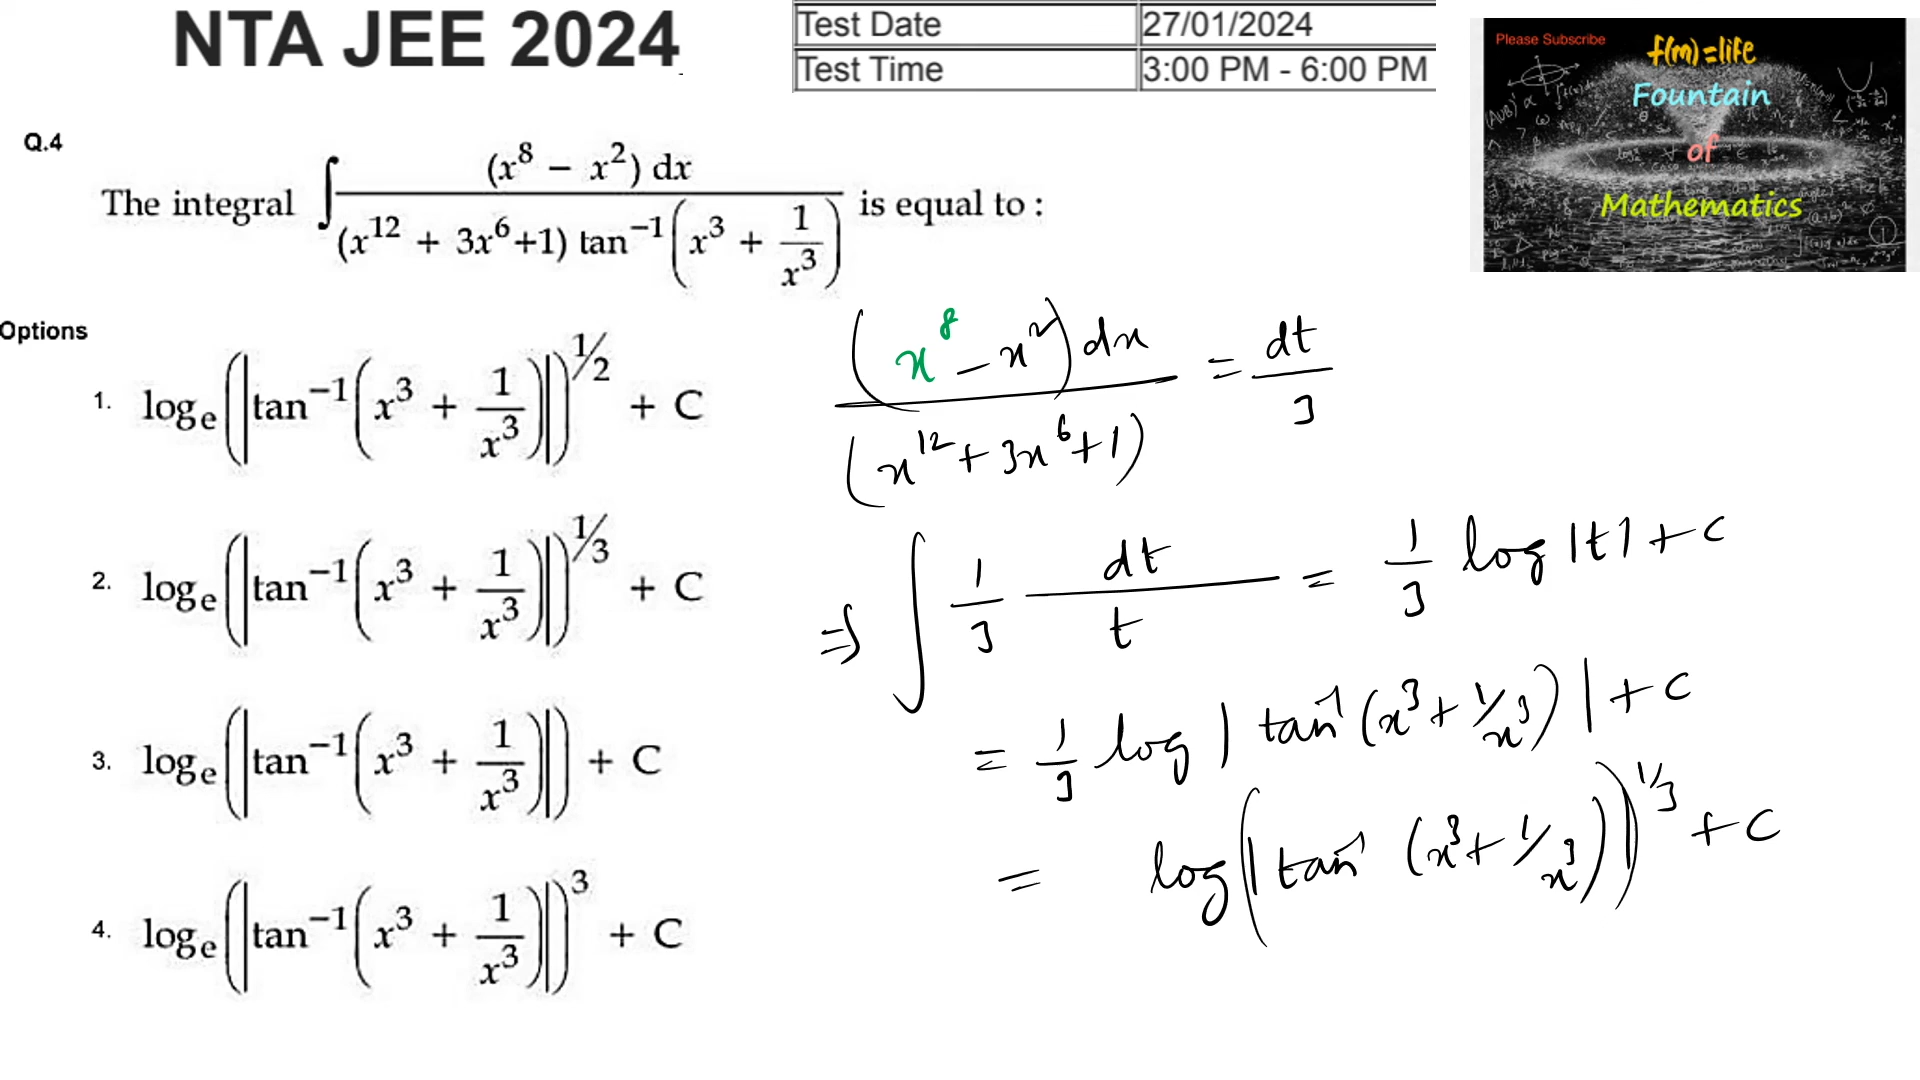 NTA JEE 2024
Test Date 27/01/2024
Test Time 3:00 PM - 6:00 PM
Please Subscribe
f(m)=life
Fountain
of
Mathematics
Q.4
The integral ∫ (x⁸ − x²) dx / ((x¹² + 3x⁶+1) tan⁻¹(x³ + 1/x³)) is equal to :
Options
1. logₑ(|tan⁻¹(x³ + 1/x³)|)^1/2 + C
2. logₑ(|tan⁻¹(x³ + 1/x³)|)^1/3 + C
3. logₑ(|tan⁻¹(x³ + 1/x³)|) + C
4. logₑ(|tan⁻¹(x³ + 1/x³)|)³ + C
(x⁸ − x²) dx / (x¹² + 3x⁶ + 1) = dt/3
⇒ ∫ 1/3 dt/t = 1/3 log |t| + c
= 1/3 log | tan⁻¹ (x³ + 1/x³) | + c
= log (| tan⁻¹ (x³ + 1/x³) |)^1/3 + c